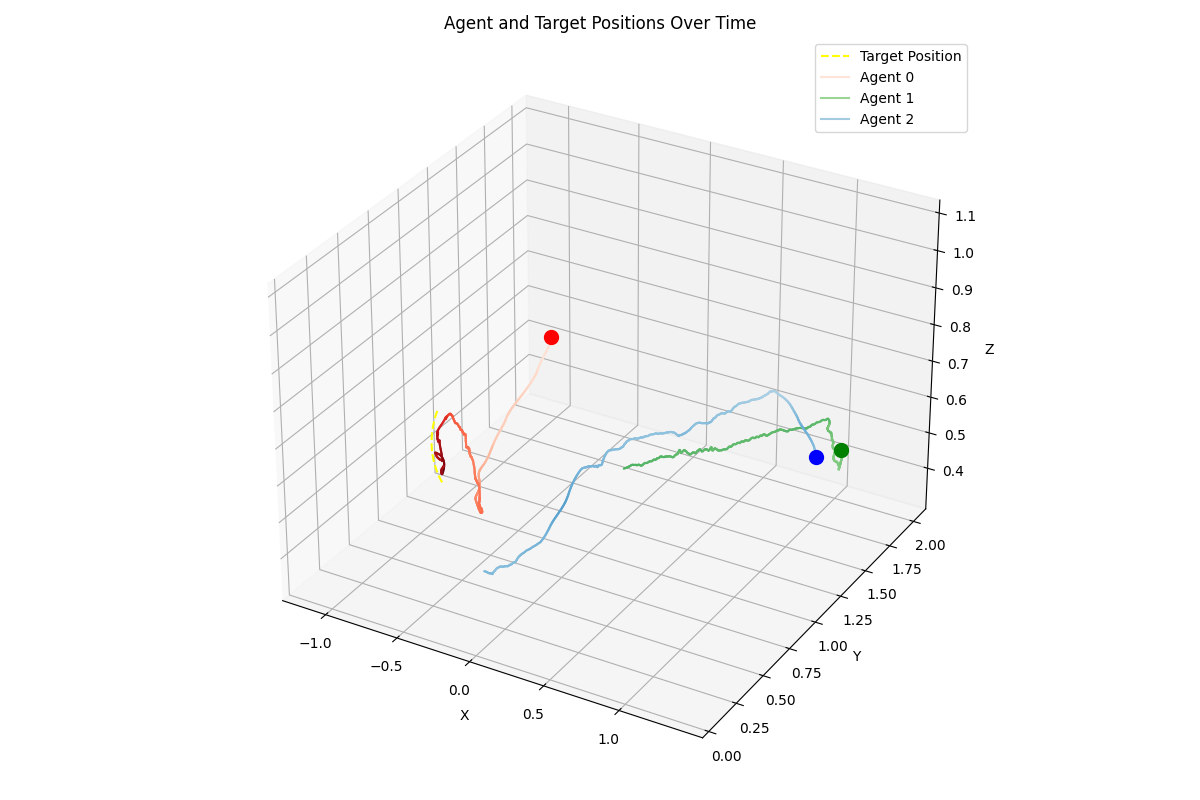 Agent and Target Positions Over Time
Target Position
Agent 0
Agent 1
Agent 2
1.1
1.0
0.9
0.8
Z
0.7
0.6
0.5
0.4
2.00
1.75
1.50
1.25
1.00
Y
0.75
0.50
0.25
0.00
−1.0
−0.5
0.0
X
0.5
1.0